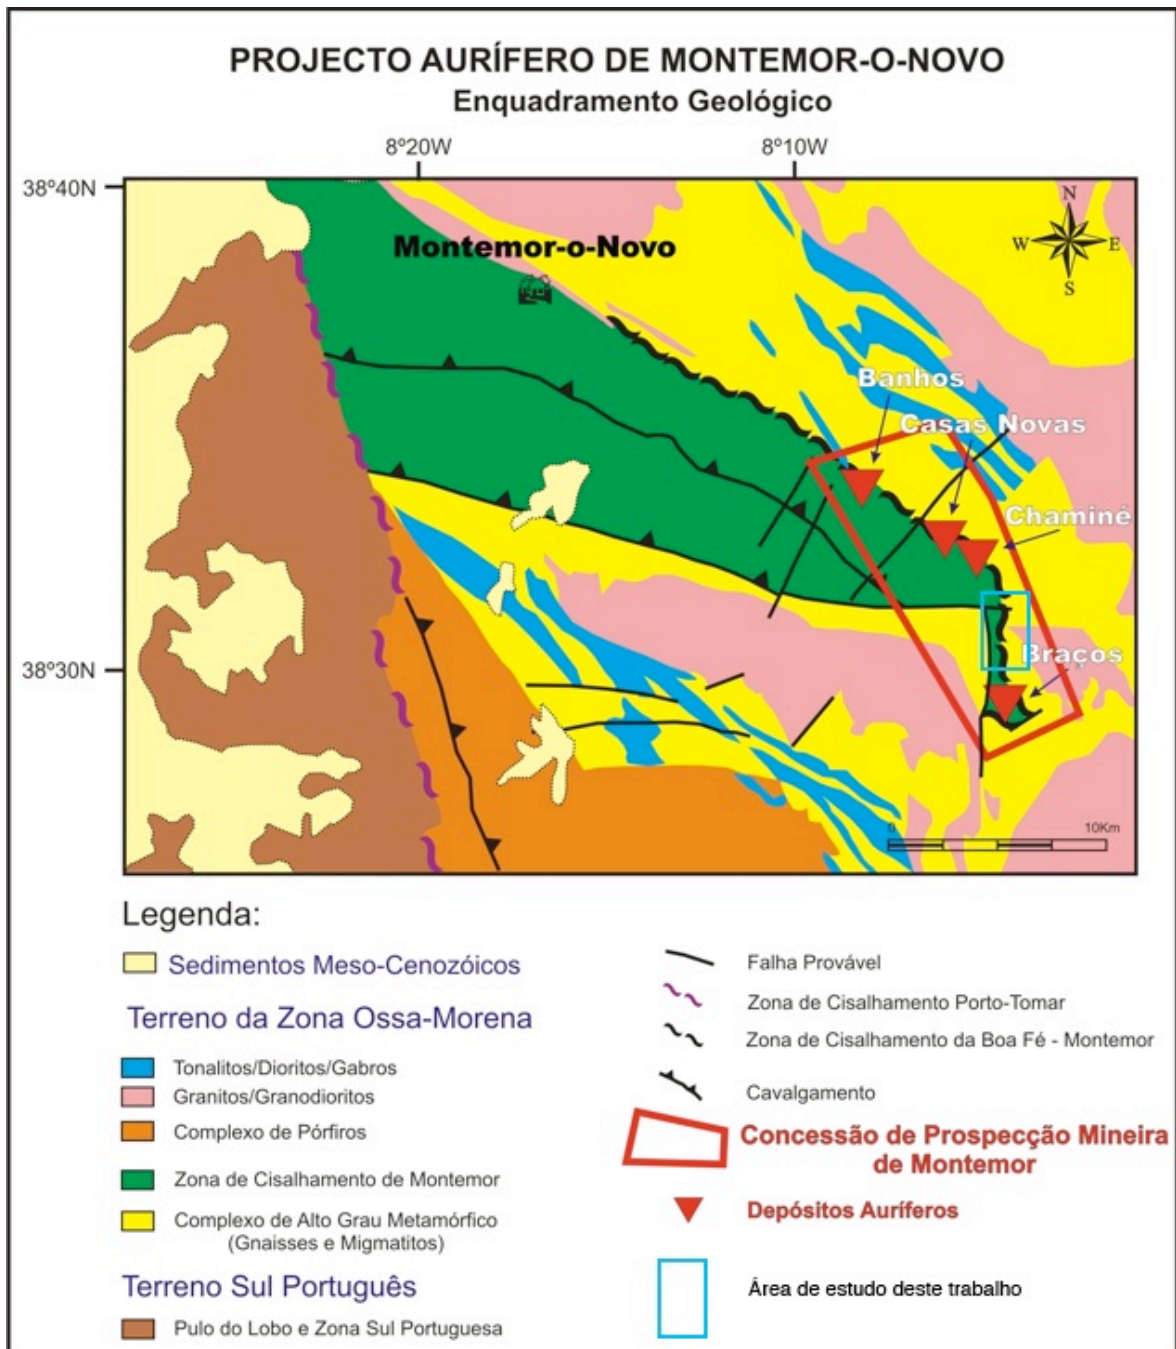 PROJECTO AURÍFERO DE MONTEMOR-O-NOVO
Enquadramento Geológico
8º20W
8º10W
38º40N
N
W
E
S
Montemor-o-Novo
Banhos
Casas Novas
Chaminé
38º30N
Braços
0
10Km
Legenda:
Sedimentos Meso-Cenozóicos
Terreno da Zona Ossa-Morena
Tonalitos/Dioritos/Gabros
Granitos/Granodioritos
Complexo de Pórfiros
Zona de Cisalhamento de Montemor
Complexo de Alto Grau Metamórfico
(Gnaisses e Migmatitos)
Terreno Sul Português
Pulo do Lobo e Zona Sul Portuguesa
Falha Provável
Zona de Cisalhamento Porto-Tomar
Zona de Cisalhamento da Boa Fé - Montemor
Cavalgamento
Concessão de Prospecção Mineira
de Montemor
Depósitos Auríferos
Área de estudo deste trabalho